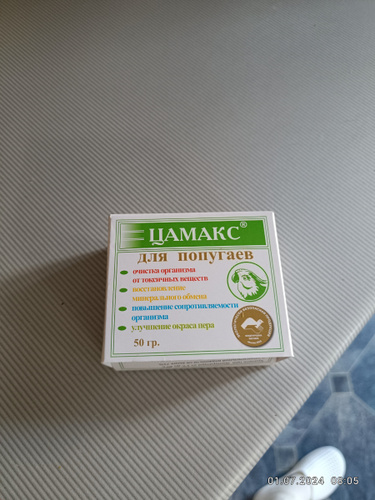 ЦАМАКС®
для попугаев
очистка организма
от токсичных веществ
восстановление
минерального обмена
повышение сопротивляемости
организма
улучшение окраса пера
50 гр.
01.07.2024 08:05